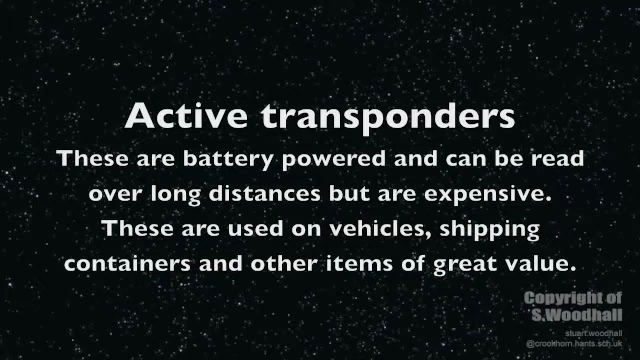 Active transponders
These are battery powered and can be read
over long distances but are expensive.
These are used on vehicles, shipping
containers and other items of great value.
Copyright of
S.Woodhall
stuart.woodhall
@crookhorn.hants.sch.uk